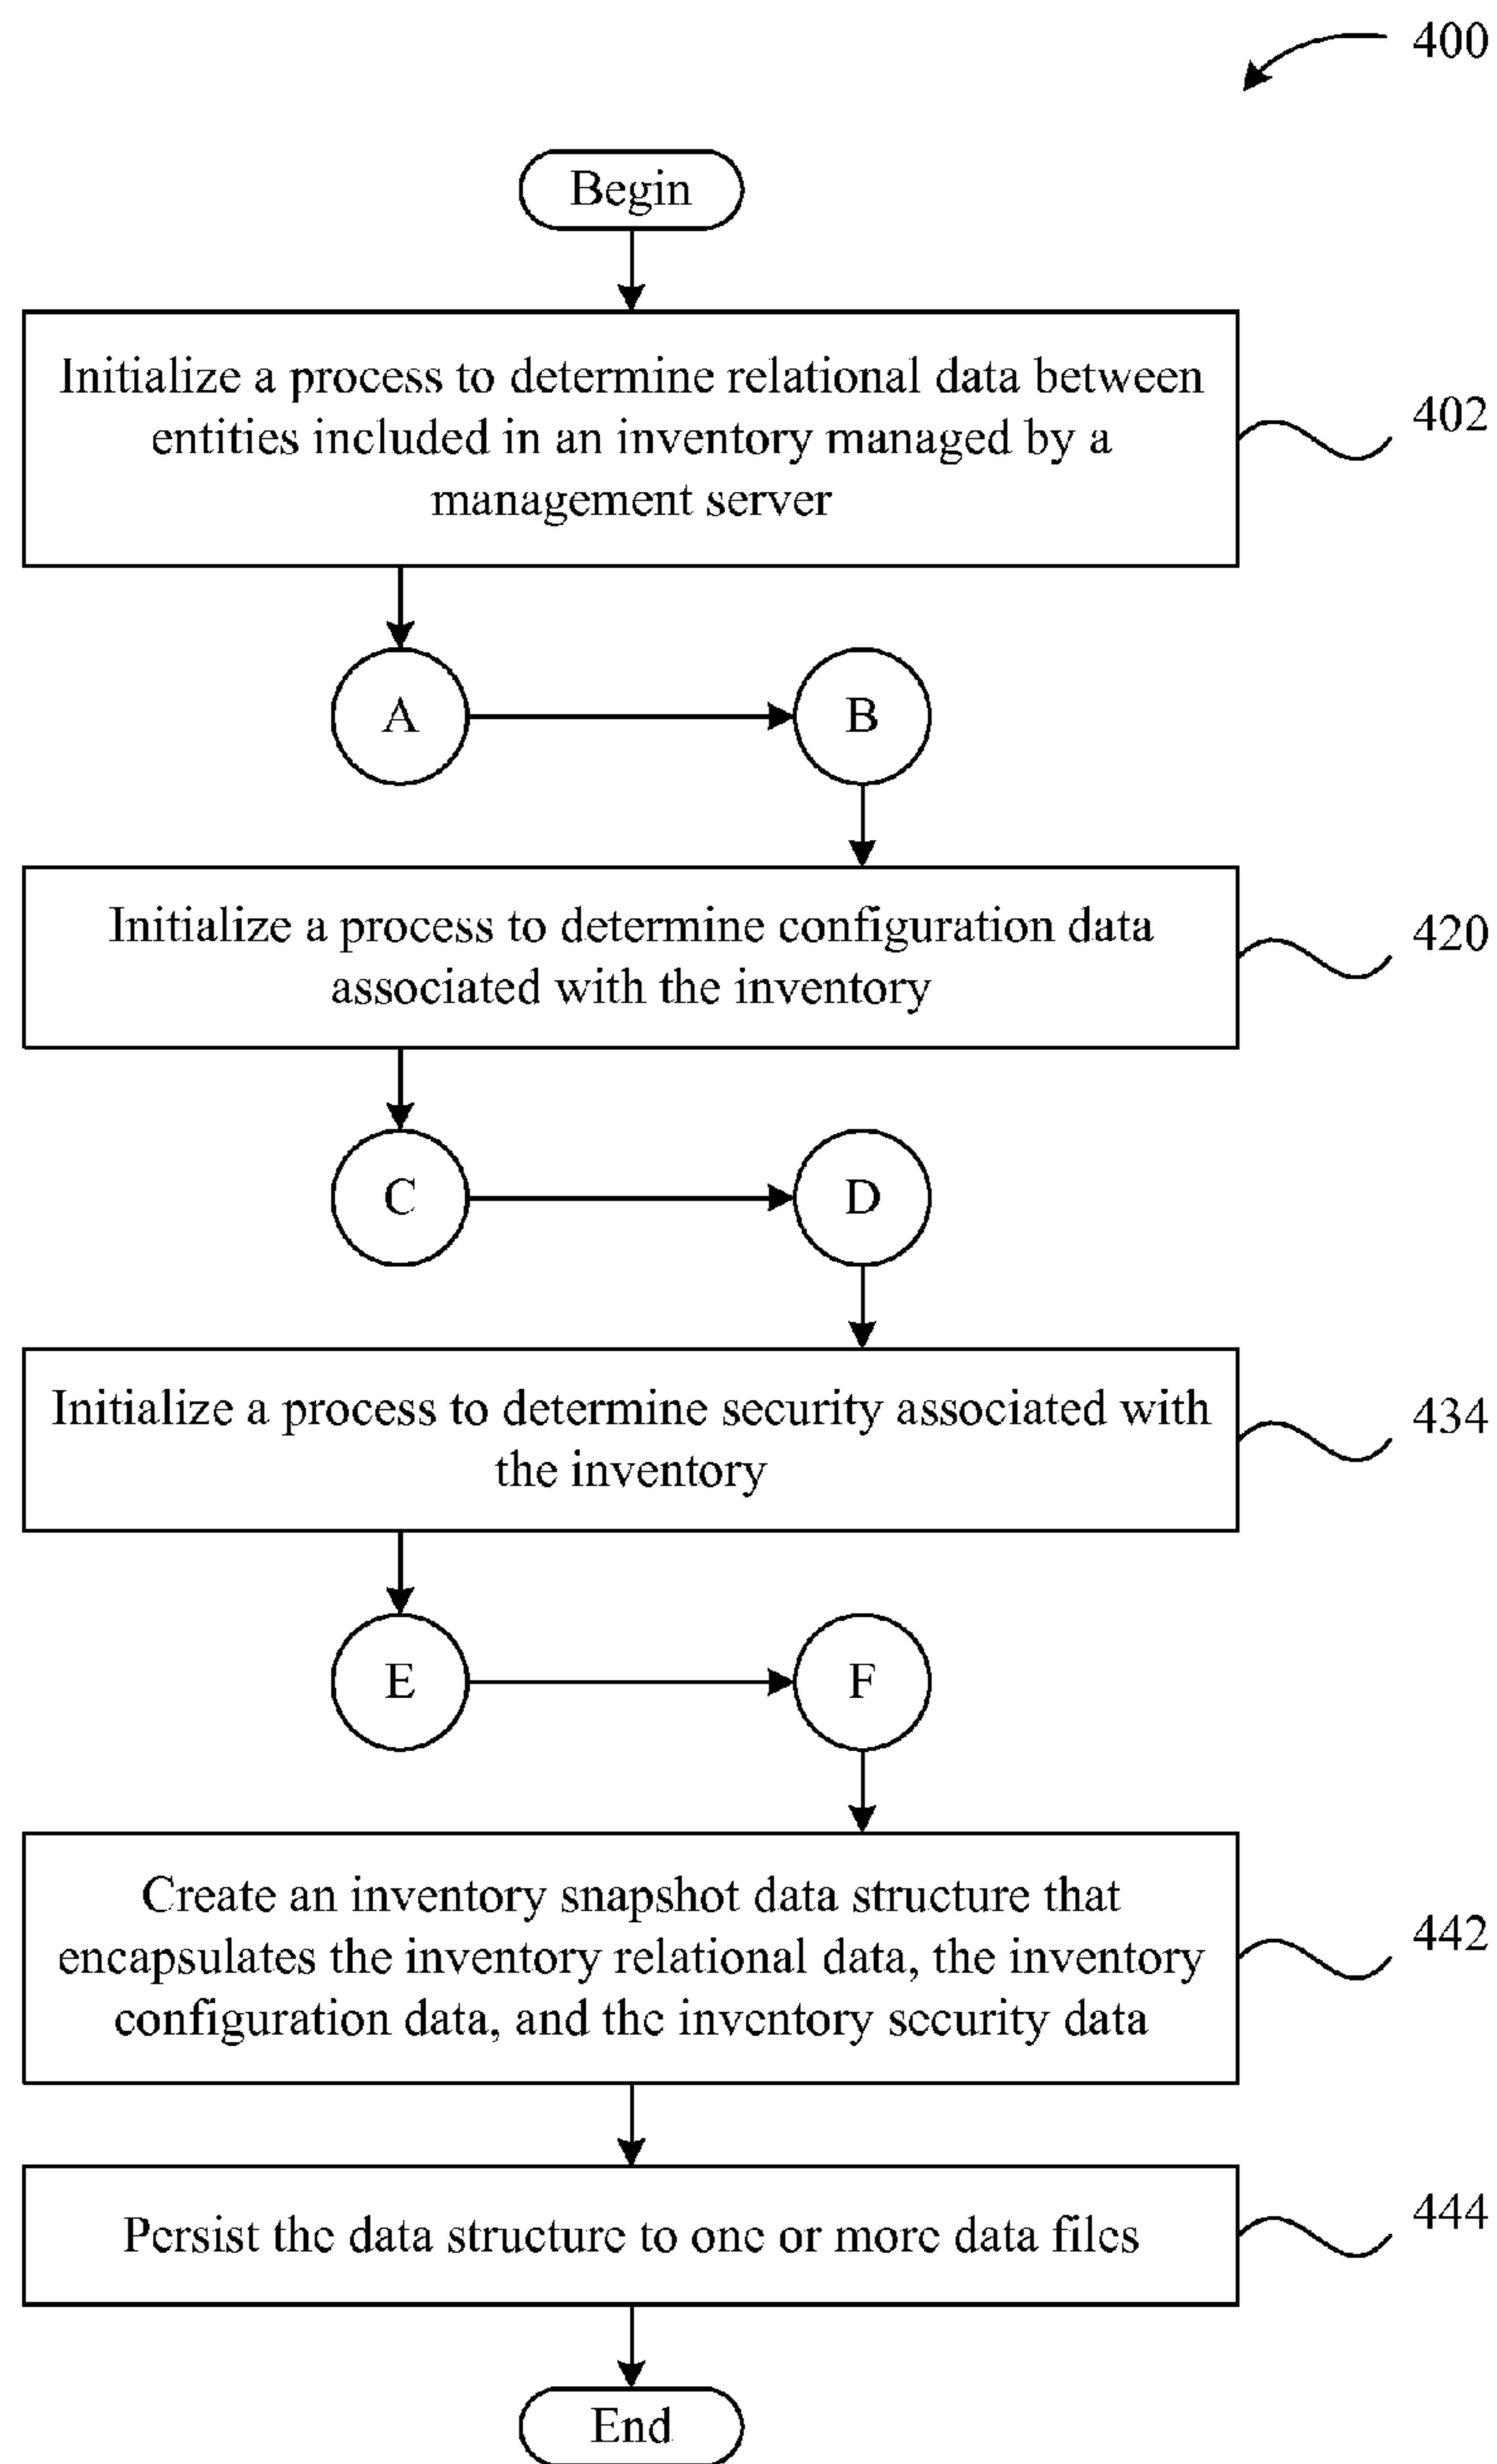 400
Begin
Initialize a process to determine relational data between
entities included in an inventory managed by a
management server
402
A
B
Initialize a process to determine configuration data
associated with the inventory
420
C
D
Initialize a process to determine security associated with
the inventory
434
E
F
Create an inventory snapshot data structure that
encapsulates the inventory relational data, the inventory
configuration data, and the inventory security data
442
Persist the data structure to one or more data files
444
End